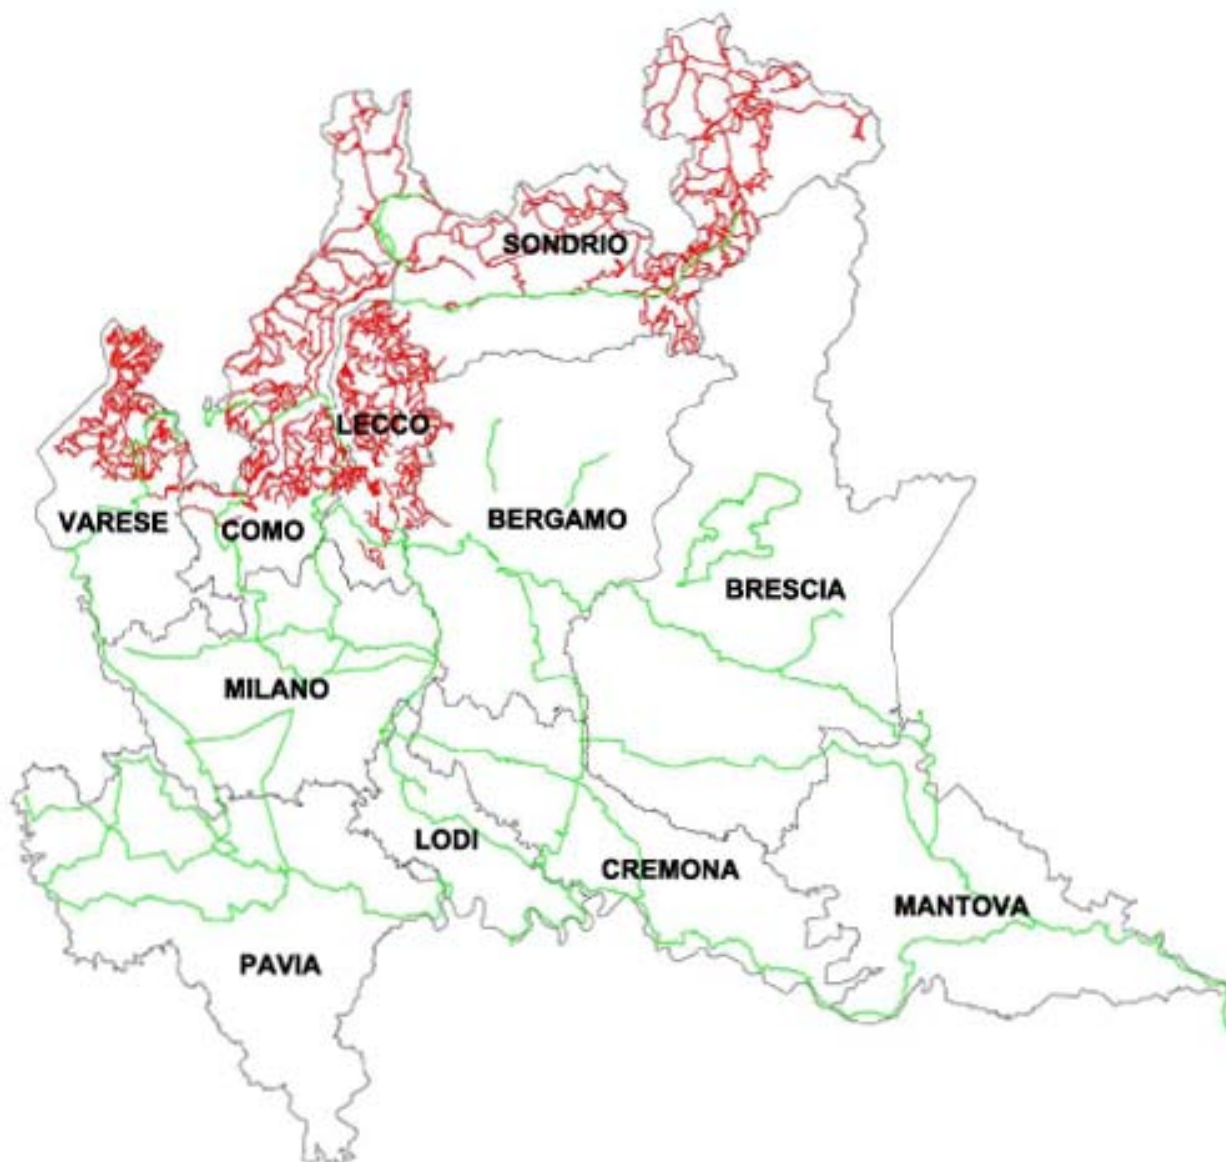 SONDRIO
LECCO
VARESE
COMO
BERGAMO
BRESCIA
MILANO
LODI
CREMONA
MANTOVA
PAVIA